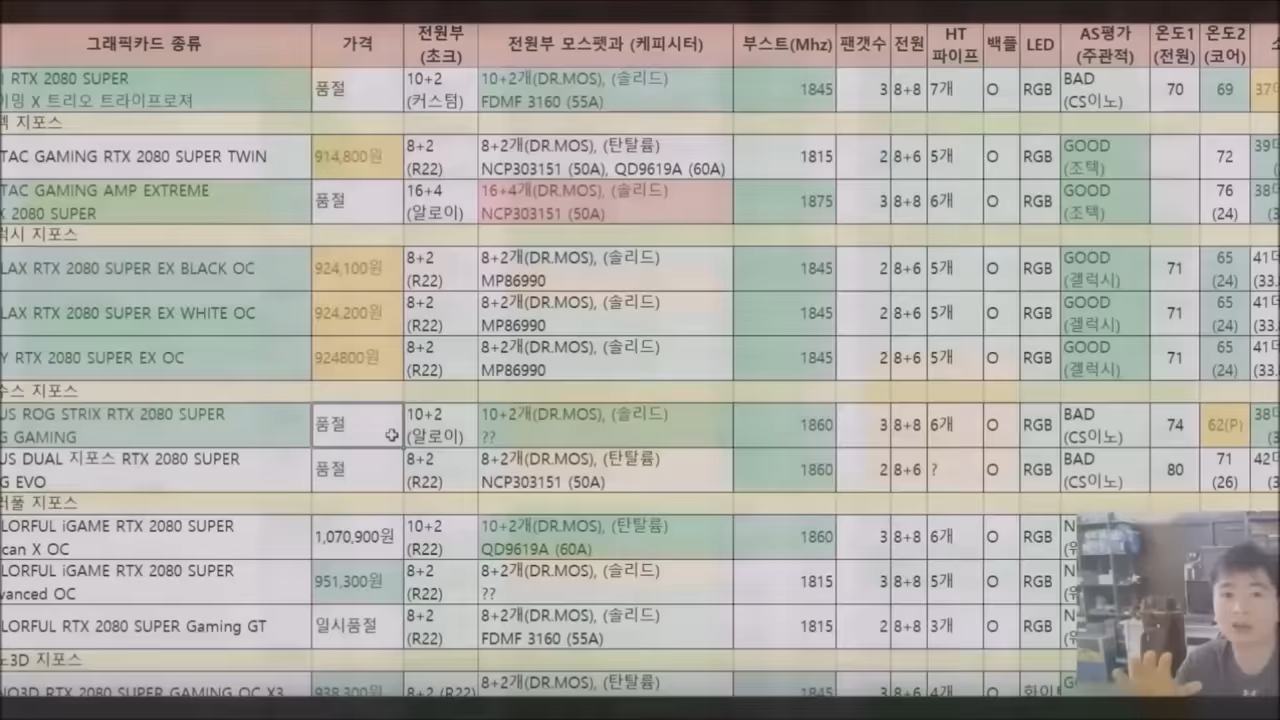 그래픽카드 종류 가격 전원부 (초크) 전원부 모스펫과 (케피시터) 부스트(Mhz) 팬갯수 전원 HT 파이프 백플 LED AS평가 (주관적) 온도1 (전원) 온도2 (코어)
RTX 2080 SUPER 품절 10+2 10+2개(DR.MOS), (솔리드) 1845 3 8+8 7개 O RGB BAD 70 69
X 트리오 트라이프로져 (커스텀) FDMF 3160 (55A) (CS이노)
지포스
TAC GAMING RTX 2080 SUPER TWIN 914,800원 8+2 8+2개(DR.MOS), (탄탈륨) 1815 2 8+6 5개 O RGB GOOD 72
(R22) NCP303151 (50A), QD9619A (60A) (조텍)
TAC GAMING AMP EXTREME 품절 16+4 16+4개(DR.MOS), (솔리드) 1875 3 8+8 6개 O RGB GOOD 76
2080 SUPER (알로이) NCP303151 (50A) (조텍) (24)
지포스
LAX RTX 2080 SUPER EX BLACK OC 924,100원 8+2 8+2개(DR.MOS), (솔리드) 1845 2 8+6 5개 O RGB GOOD 71 65
(R22) MP86990 (갤럭시) (24)
LAX RTX 2080 SUPER EX WHITE OC 924,200원 8+2 8+2개(DR.MOS), (솔리드) 1845 2 8+6 5개 O RGB GOOD 71 65
(R22) MP86990 (갤럭시) (24)
Y RTX 2080 SUPER EX OC 924800원 8+2 8+2개(DR.MOS), (솔리드) 1845 2 8+6 5개 O RGB GOOD 71 65
(R22) MP86990 (갤럭시) (24)
지포스
US ROG STRIX RTX 2080 SUPER 품절 10+2 10+2개(DR.MOS), (솔리드) 1860 3 8+8 6개 O RGB BAD 74 62(P)
G GAMING (알로이) ?? (CS이노)
US DUAL 지포스 RTX 2080 SUPER 품절 8+2 8+2개(DR.MOS), (탄탈륨) 1860 2 8+6 ? O RGB BAD 80 71
G EVO (R22) NCP303151 (50A) (CS이노) (26)
러풀 지포스
LORFUL iGAME RTX 2080 SUPER 1,070,900원 10+2 10+2개(DR.MOS), (탄탈륨) 1860 3 8+8 6개 O RGB
can X OC (R22) QD9619A (60A)
LORFUL iGAME RTX 2080 SUPER 951,300원 8+2 8+2개(DR.MOS), (솔리드) 1815 3 8+8 5개 O RGB
vanced OC (R22) ??
LORFUL RTX 2080 SUPER Gaming GT 일시품절 8+2 8+2개(DR.MOS), (솔리드) 1815 2 8+8 3개 O RGB
(R22) FDMF 3160 (55A)
3D 지포스
NO3D RTX 2080 SUPER GAMING OC X3 938,300원 8+2 (R22) 8+2개(DR.MOS), (탄탈륨) 1845 3 8+6 4개 O